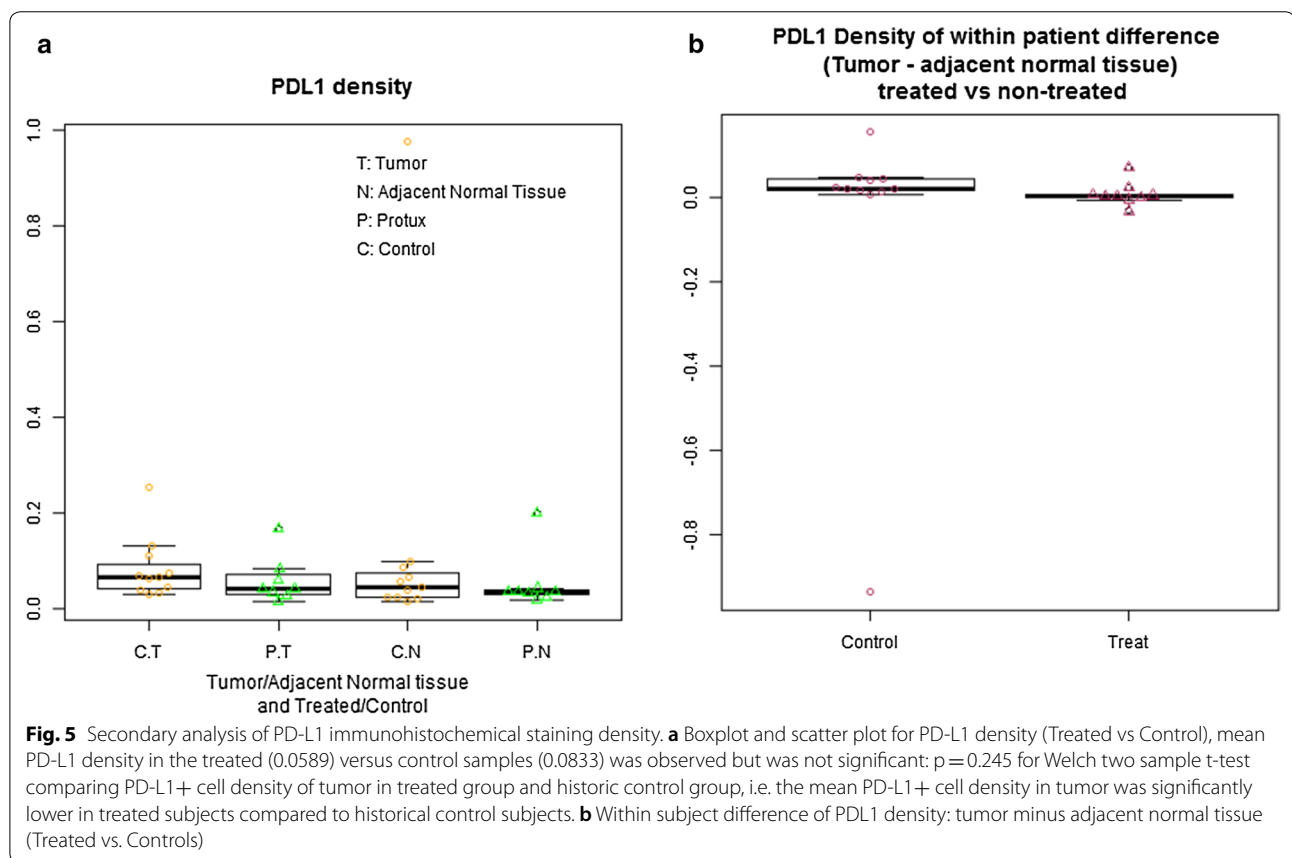 a
PDL1 density
T: Tumor
N: Adjacent Normal Tissue
P: Protux
C: Control
1.0
0.8
0.6
0.4
0.2
0.0
C.T P.T C.N P.N
Tumor/Adjacent Normal tissue
and Treated/Control
b
PDL1 Density of within patient difference
(Tumor - adjacent normal tissue)
treated vs non-treated
0.0
-0.2
-0.4
-0.6
-0.8
Control Treat
Fig. 5 Secondary analysis of PD-L1 immunohistochemical staining density. a Boxplot and scatter plot for PD-L1 density (Treated vs Control), mean
PD-L1 density in the treated (0.0589) versus control samples (0.0833) was observed but was not significant: p = 0.245 for Welch two sample t-test
comparing PD-L1+ cell density of tumor in treated group and historic control group, i.e. the mean PD-L1+ cell density in tumor was significantly
lower in treated subjects compared to historical control subjects. b Within subject difference of PDL1 density: tumor minus adjacent normal tissue
(Treated vs. Controls)